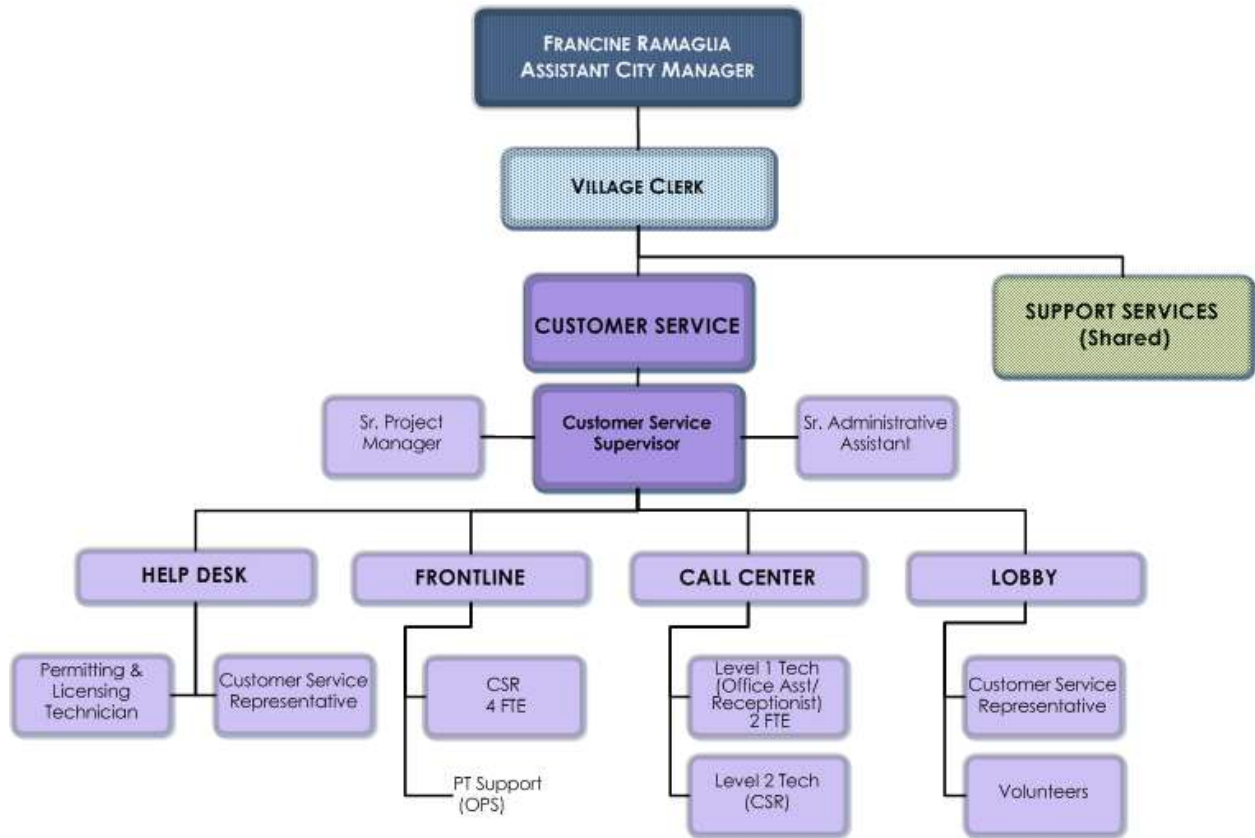 FRANCINE RAMAGLIA
ASSISTANT CITY MANAGER
VILLAGE CLERK
CUSTOMER SERVICE
SUPPORT SERVICES
(Shared)
Sr. Project
Manager
Customer Service
Supervisor
Sr. Administrative
Assistant
HELP DESK
FRONTLINE
CALL CENTER
LOBBY
Permitting &
Licensing
Technician
Customer Service
Representative
CSR
4 FTE
PT Support
(OPS)
Level 1 Tech
(Office Asst/
Receptionist)
2 FTE
Level 2 Tech
(CSR)
Customer Service
Representative
Volunteers